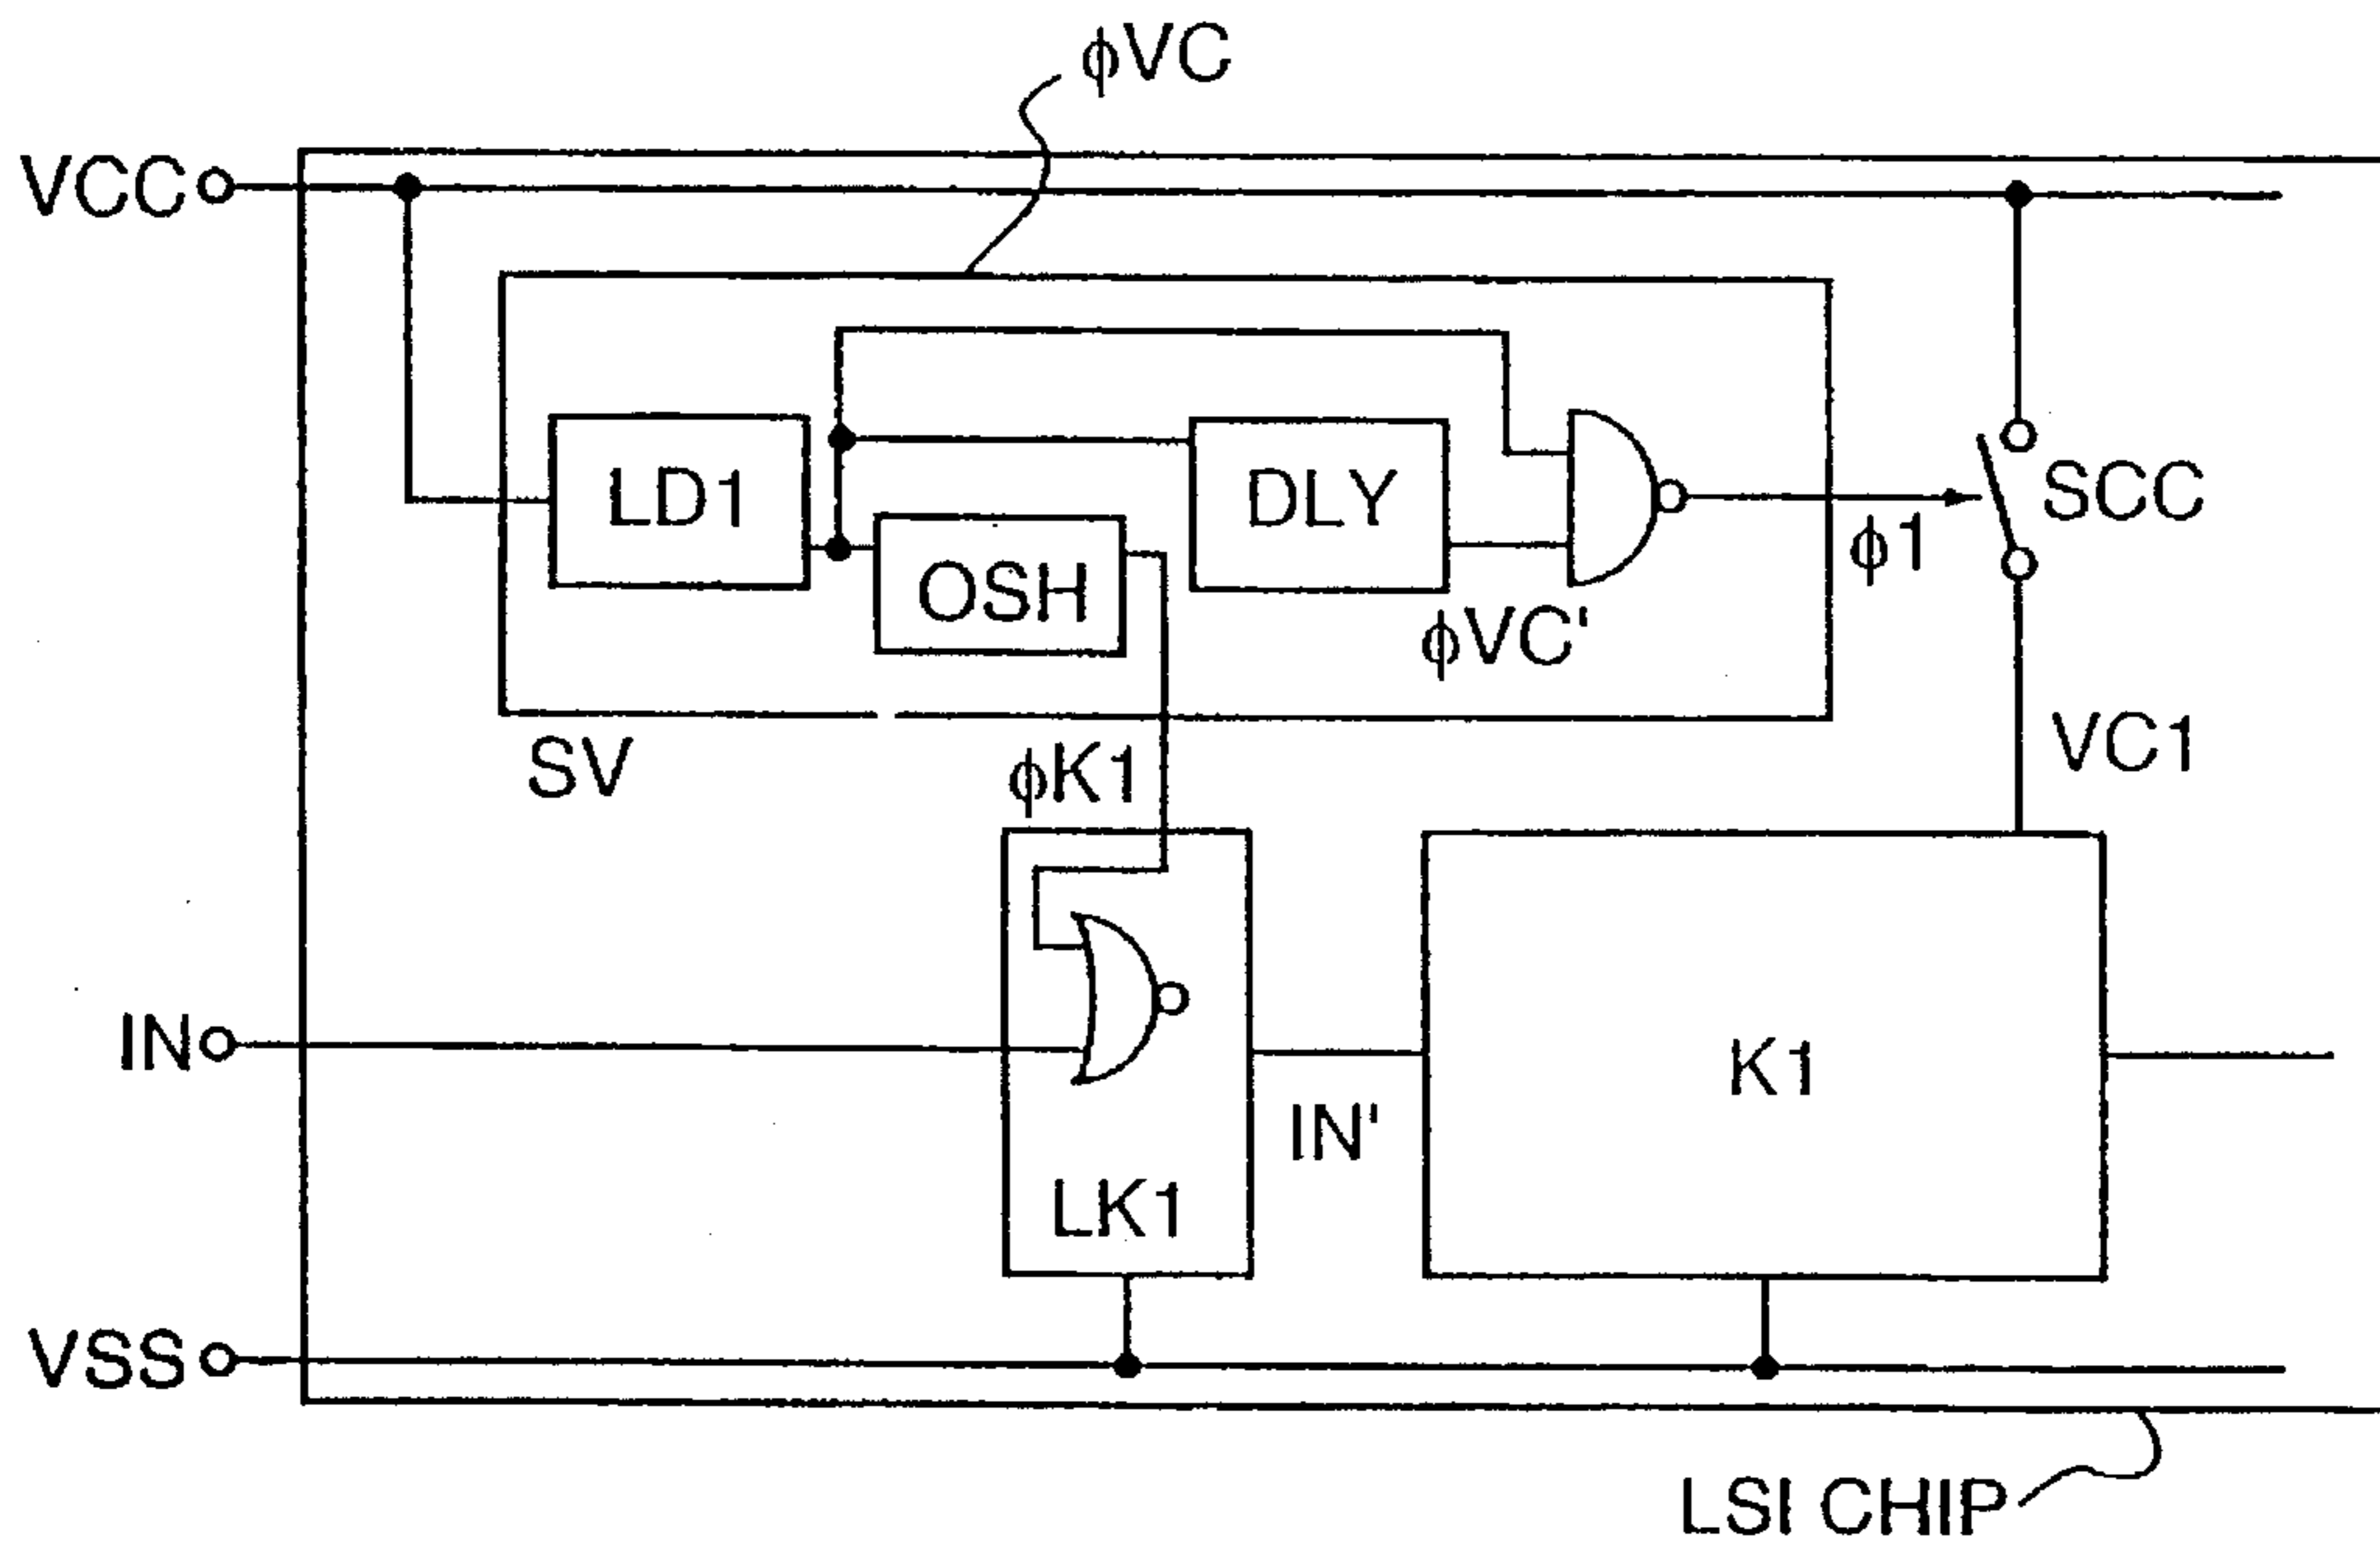 ϕVC
VCC
LD1
DLY
SCC
ϕ1
OSH
ϕVC'
SV
ϕK1
VC1
IN
K1
IN'
LK1
VSS
LSI CHIP